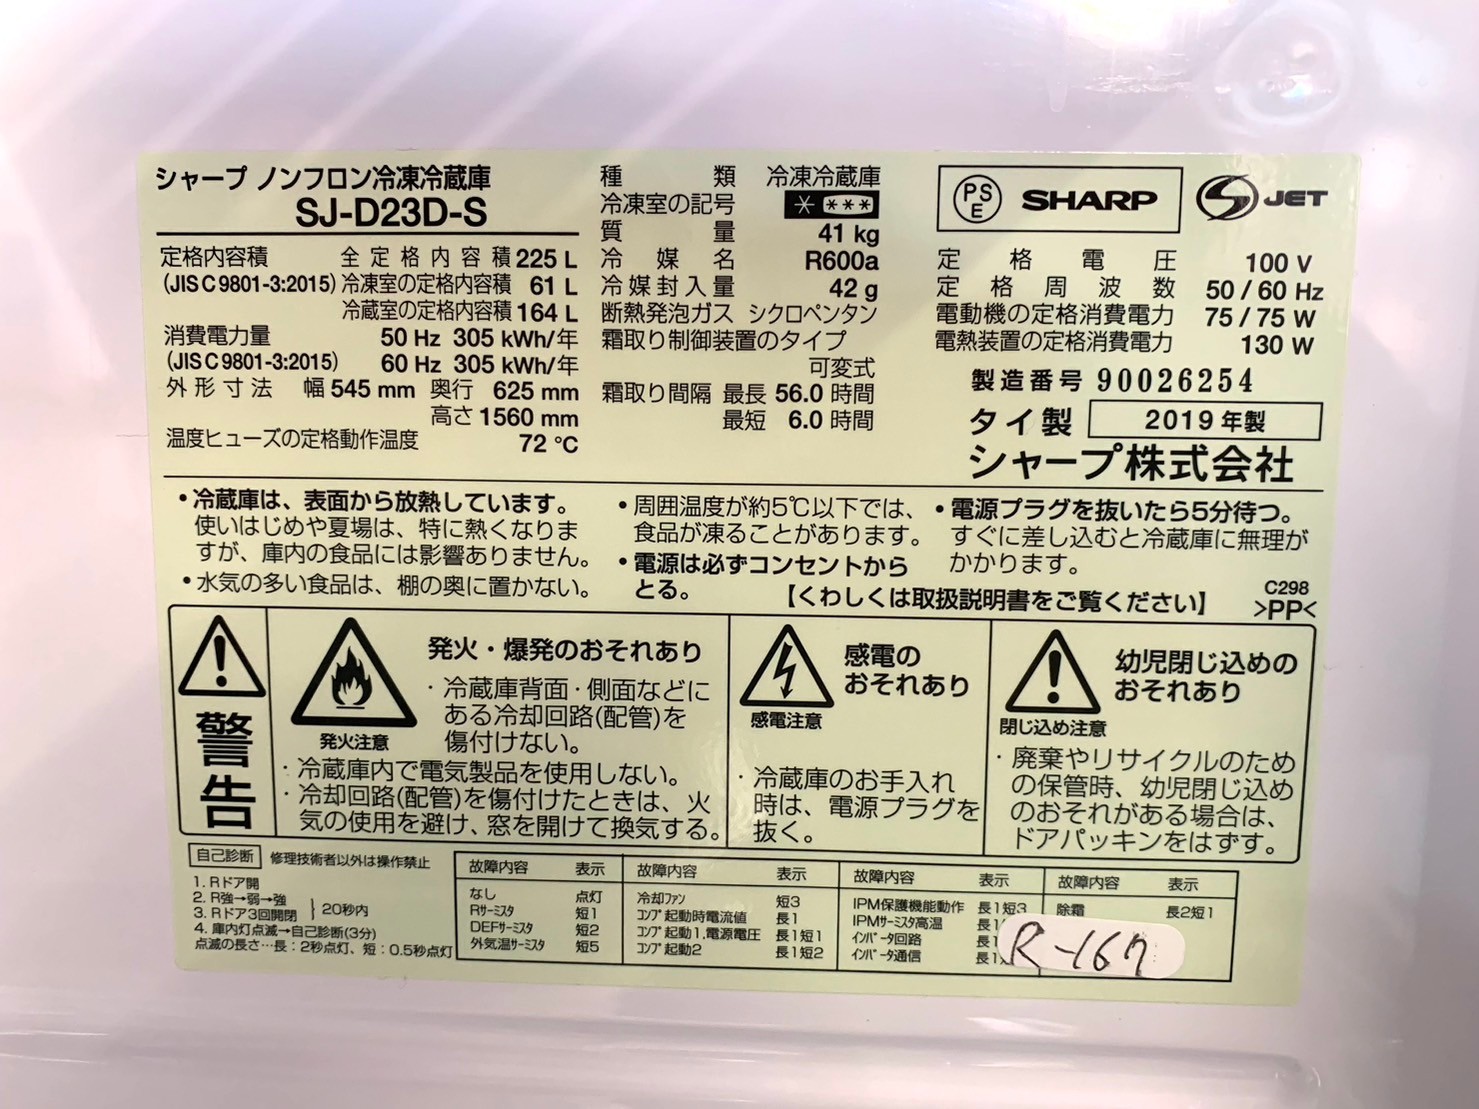 シャープ ノンフロン冷凍冷蔵庫
SJ-D23D-S
定格内容積 全定格内容積 225 L
(JIS C 9801-3:2015) 冷凍室の定格内容積 61 L
冷蔵室の定格内容積 164 L
消費電力量 50 Hz 305 kWh/年
(JIS C 9801-3:2015) 60 Hz 305 kWh/年
外形寸法 幅 545 mm 奥行 625 mm
高さ 1560 mm
温度ヒューズの定格動作温度 72 ℃
種類 冷凍冷蔵庫
冷凍室の記号
質量 41 kg
冷媒名 R600a
冷媒封入量 42 g
断熱発泡ガス シクロペンタン
霜取り制御装置のタイプ
可変式
霜取り間隔 最長 56.0 時間
最短 6.0 時間
PSE SHARP S JET
定格電圧 100 V
定格周波数 50 / 60 Hz
電動機の定格消費電力 75 / 75 W
電熱装置の定格消費電力 130 W
製造番号 90026254
タイ製 2019 年製
シャープ株式会社
・冷蔵庫は、表面から放熱しています。
使いはじめや夏場は、特に熱くなりま
すが、庫内の食品には影響ありません。
・水気の多い食品は、棚の奥に置かない。
・周囲温度が約5℃以下では、
食品が凍ることがあります。
・電源は必ずコンセントから
とる。
・電源プラグを抜いたら5分待つ。
すぐに差し込むと冷蔵庫に無理が
かかります。
【くわしくは取扱説明書をご覧ください】
C298
>PP<
警告
発火注意
発火・爆発のおそれあり
・冷蔵庫背面・側面などに
ある冷却回路(配管)を
傷付けない。
・冷蔵庫内で電気製品を使用しない。
・冷却回路(配管)を傷付けたときは、火
気の使用を避け、窓を開けて換気する。
感電注意
感電の
おそれあり
・冷蔵庫のお手入れ
時は、電源プラグを
抜く。
閉じ込め注意
幼児閉じ込めの
おそれあり
・廃棄やリサイクルのため
の保管時、幼児閉じ込め
のおそれがある場合は、
ドアパッキンをはずす。
自己診断 修理技術者以外は操作禁止
1. Rドア開
2. R強→弱→強
3. Rドア3回開閉 20秒内
4. 庫内灯点滅→自己診断(3分)
点滅の長さ…長：2秒点灯、短：0.5秒点灯
故障内容 表示
なし 点灯
Rサーミスタ 短1
DEFサーミスタ 短2
外気温サーミスタ 短5
故障内容 表示
冷却ファン 短3
コンプ起動時電流値 長1
コンプ起動1,電源電圧 長1短1
コンプ起動2 長1短2
故障内容 表示
IPM保護機能動作 長1短3
IPMサーミスタ高温 長1
インバータ回路 長1
インバータ通信 長1
故障内容 表示
除霜 長2短1
R-167